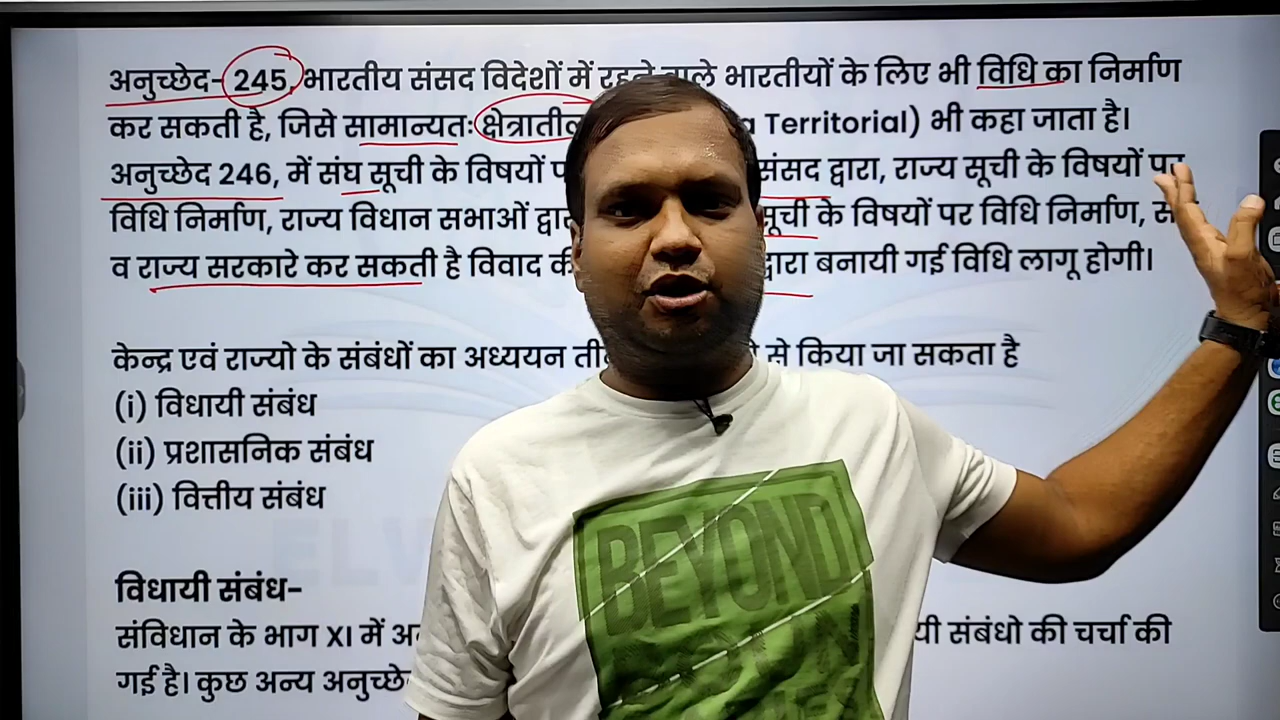 अनुच्छेद- 245, भारतीय संसद विदेशों में रहने वाले भारतीयों के लिए भी विधि का निर्माण
कर सकती है, जिसे सामान्यतः Territorial) भी कहा जाता है।
अनुच्छेद 246, में संघ सूची के विषयों संसद द्वारा, राज्य सूची के विषयों पर
विधि निर्माण, राज्य विधान सभाओं सूची के विषयों पर विधि निर्माण,
व राज्य सरकारे कर सकती है विवाद द्वारा बनायी गई विधि लागू होगी।
केन्द्र एवं राज्यो के संबंधों का अध्ययन से किया जा सकता है
(i) विधायी संबंध
(ii) प्रशासनिक संबंध
(iii) वित्तीय संबंध
विधायी संबंध-
संविधान के भाग XI में संबंधो की चर्चा की
गई है। कुछ अन्य
BEYOND